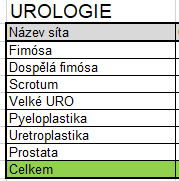 UROLOGIE
Název síta
Fimósa
Dospělá fimósa
Scrotum
Velké URO
Pyeloplastika
Uretroplastika
Prostata
Celkem